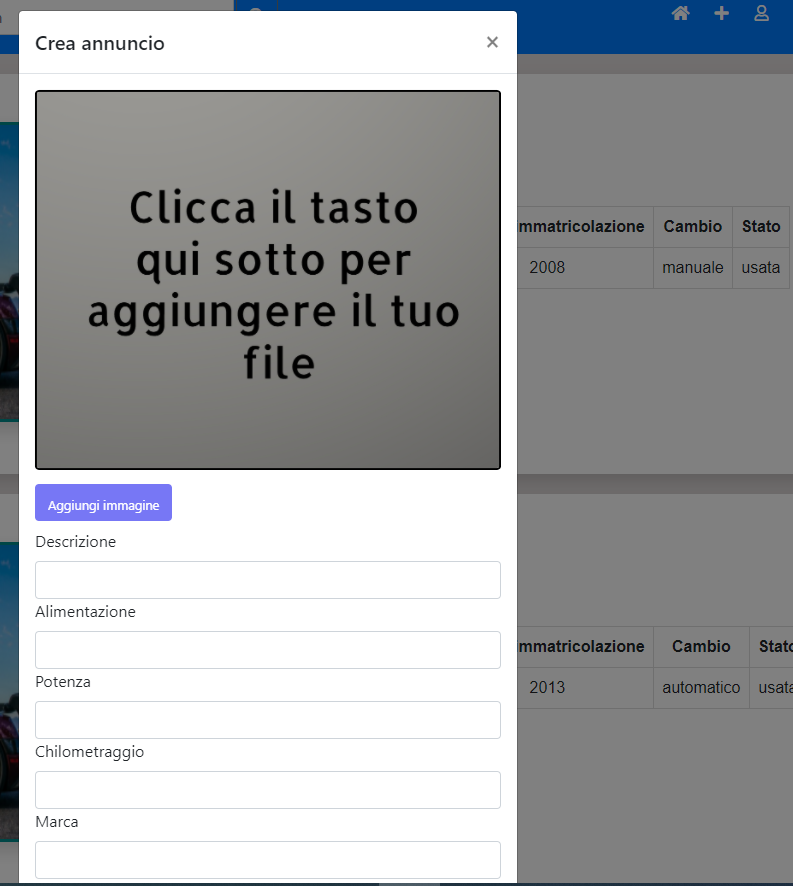 Crea annuncio
×
Clicca il tasto
qui sotto per
aggiungere il tuo
file
Aggiungi immagine
Descrizione
Alimentazione
Potenza
Chilometraggio
Marca
mmatricolazione Cambio Stato
2008 manuale usata
mmatricolazione Cambio Stato
2013 automatico usata